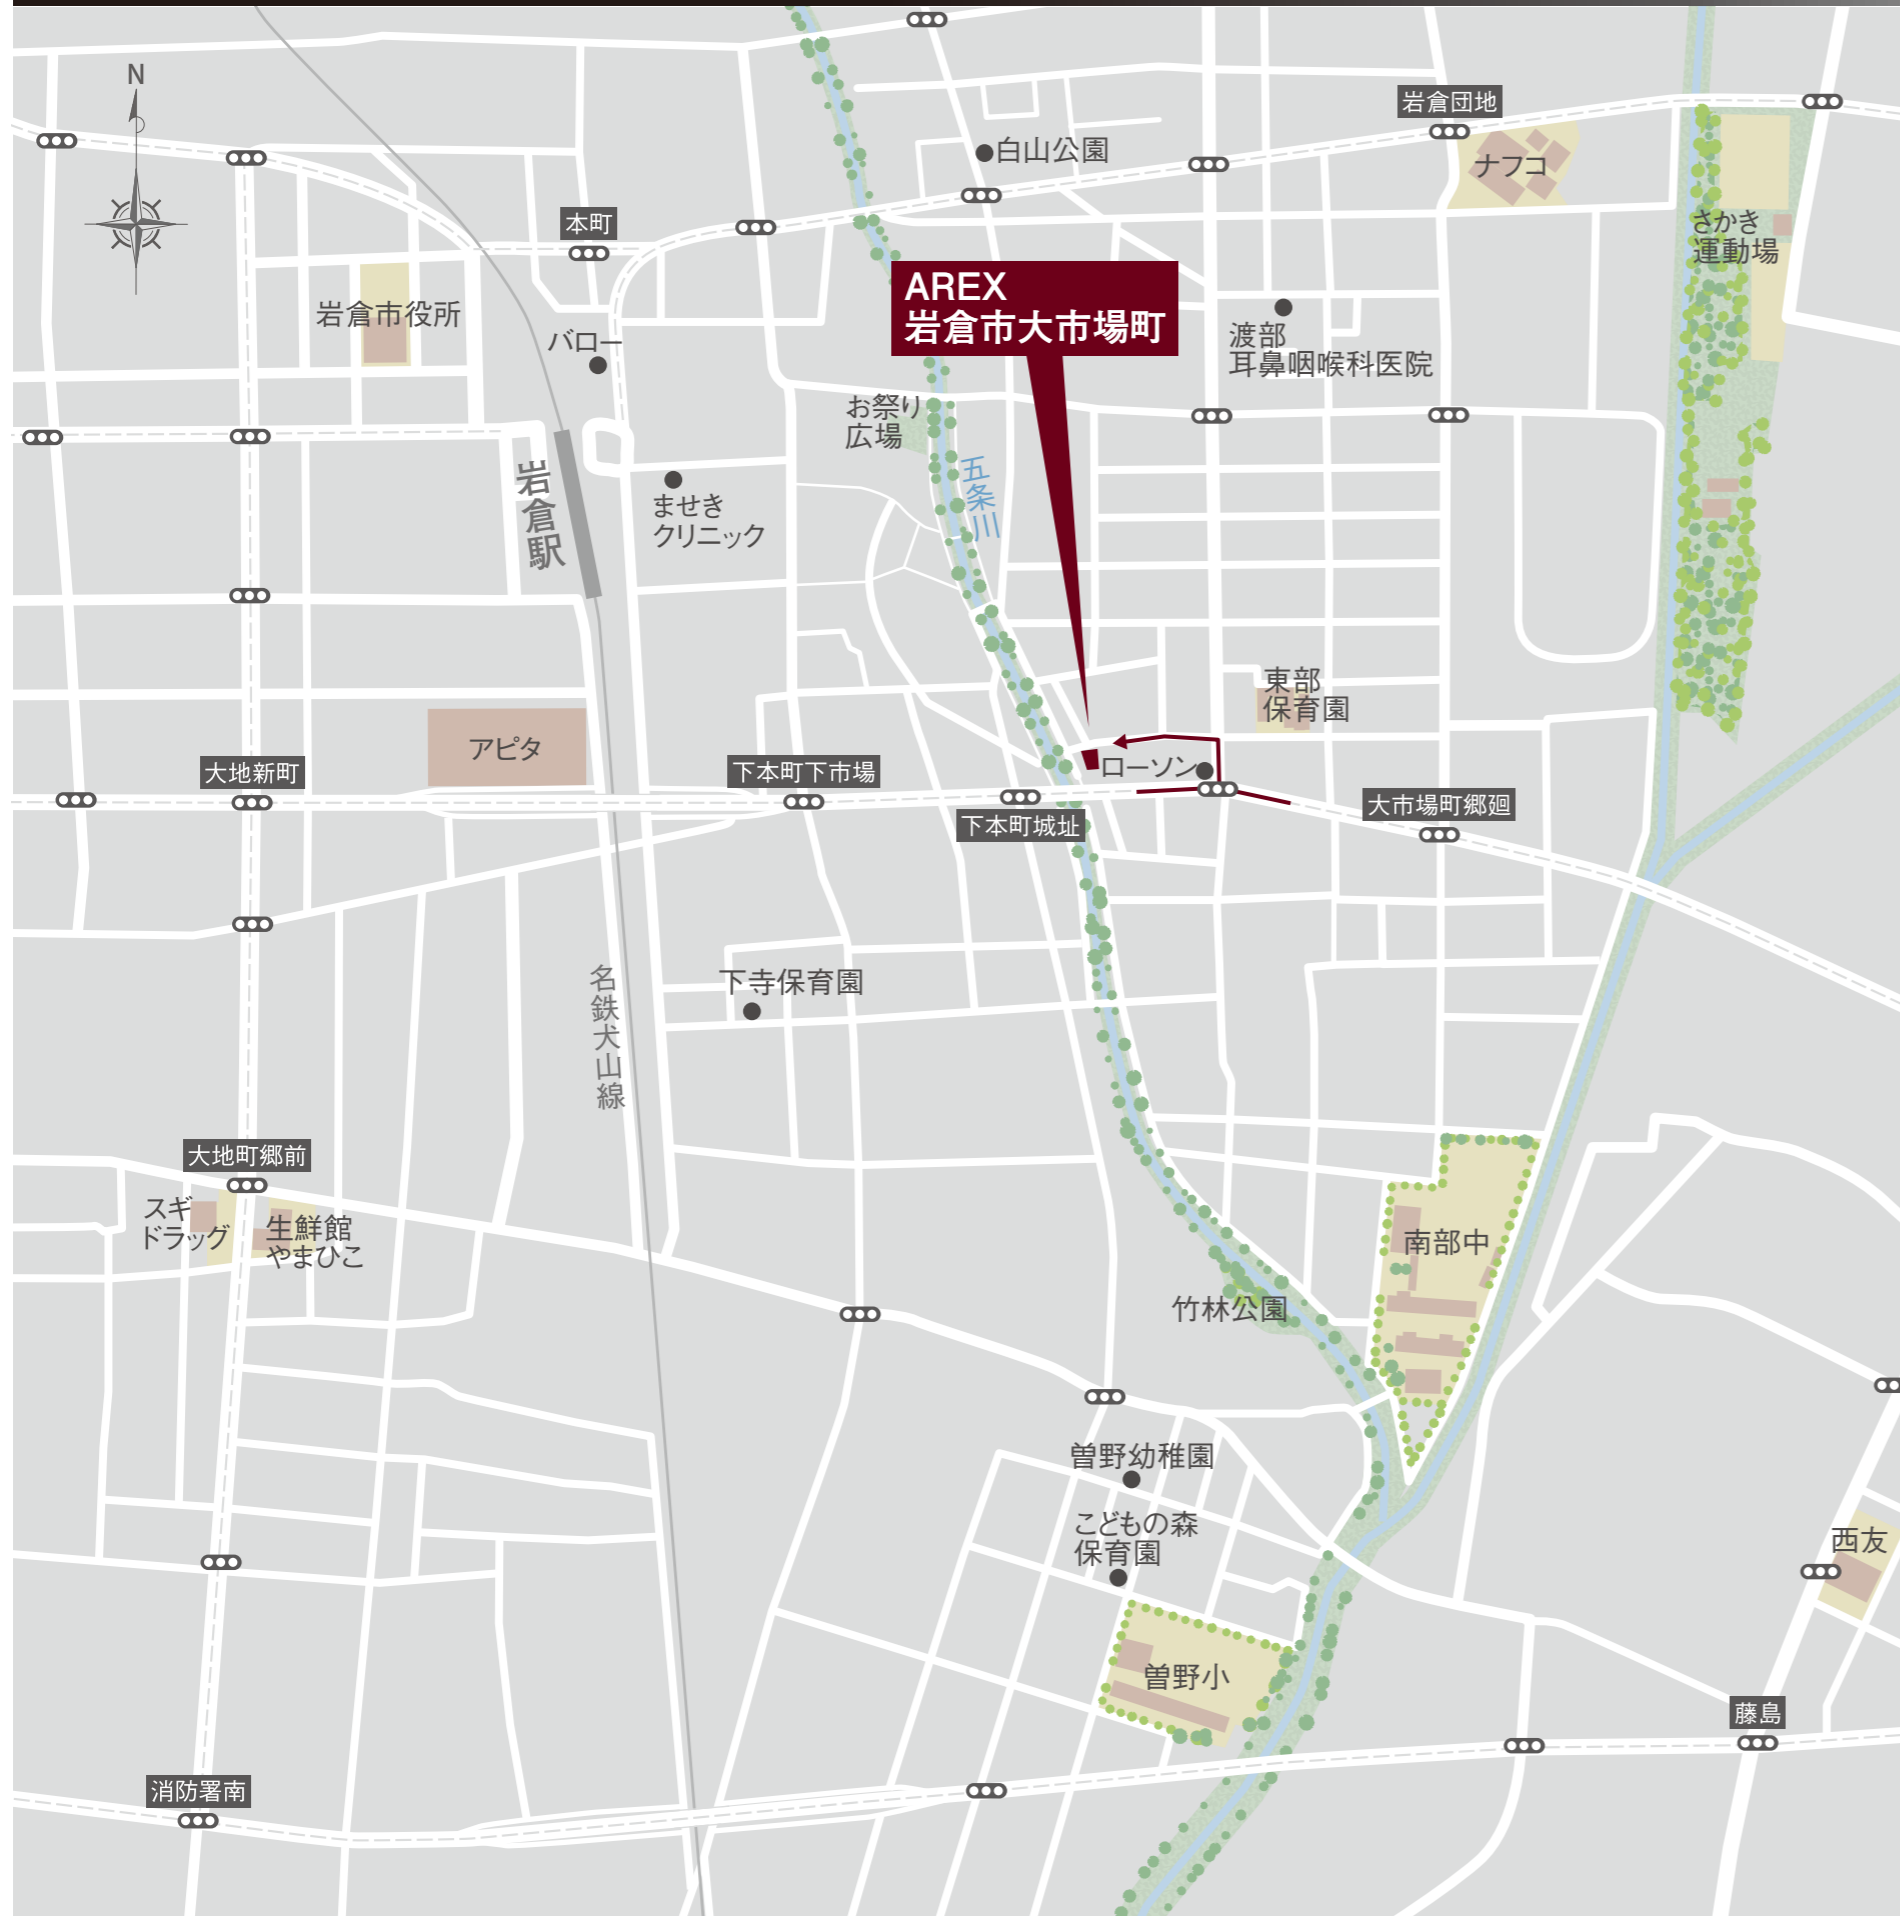 N
岩倉団地
白山公園
ナフコ
本町
さかき
運動場
AREX
岩倉市大市場町
岩倉市役所
バロー
渡部
耳鼻咽喉科医院
お祭り
広場
五条川
岩倉駅
ませき
クリニック
東部
保育園
アピタ
大地新町
下本町下市場
ローソン
下本町城址
大市場町郷廻
下寺保育園
名鉄犬山線
大地町郷前
スギ
ドラッグ
生鮮館
やまひこ
南部中
竹林公園
曽野幼稚園
こどもの森
保育園
西友
曽野小
藤島
消防署南